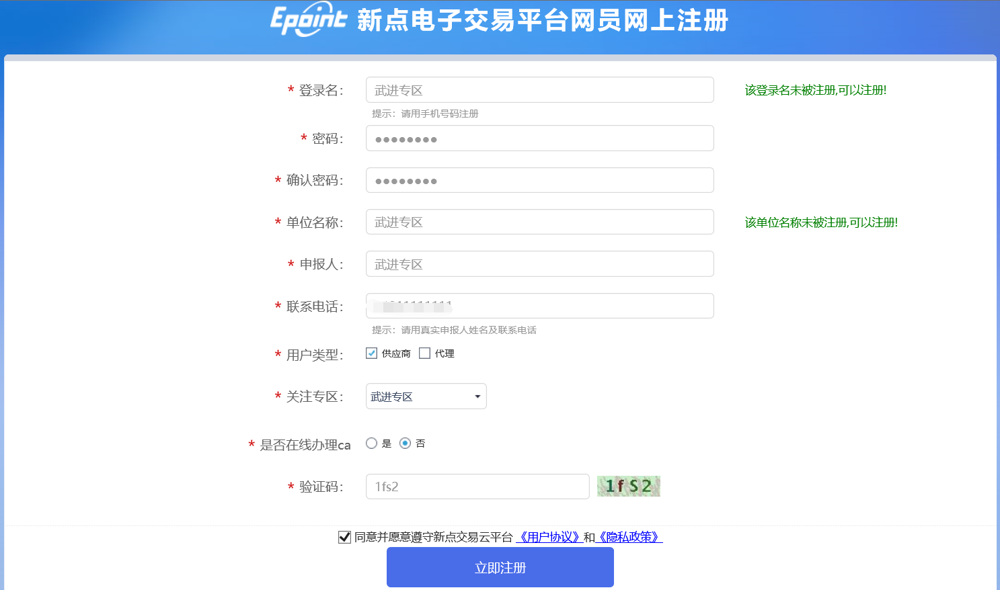 Epoint 新点电子交易平台网员网上注册
* 登录名： 武进专区 该登录名未被注册,可以注册!
提示：请用手机号码注册
* 密码： ●●●●●●●●
* 确认密码： ●●●●●●●●
* 单位名称： 武进专区 该单位名称未被注册,可以注册!
* 申报人： 武进专区
* 联系电话：
提示：请用真实申报人姓名及联系电话
* 用户类型： 供应商 代理
* 关注专区： 武进专区
* 是否在线办理ca 是 否
* 验证码： 1fs2 1fS2
同意并愿意遵守新点交易云平台 《用户协议》和《隐私政策》
立即注册